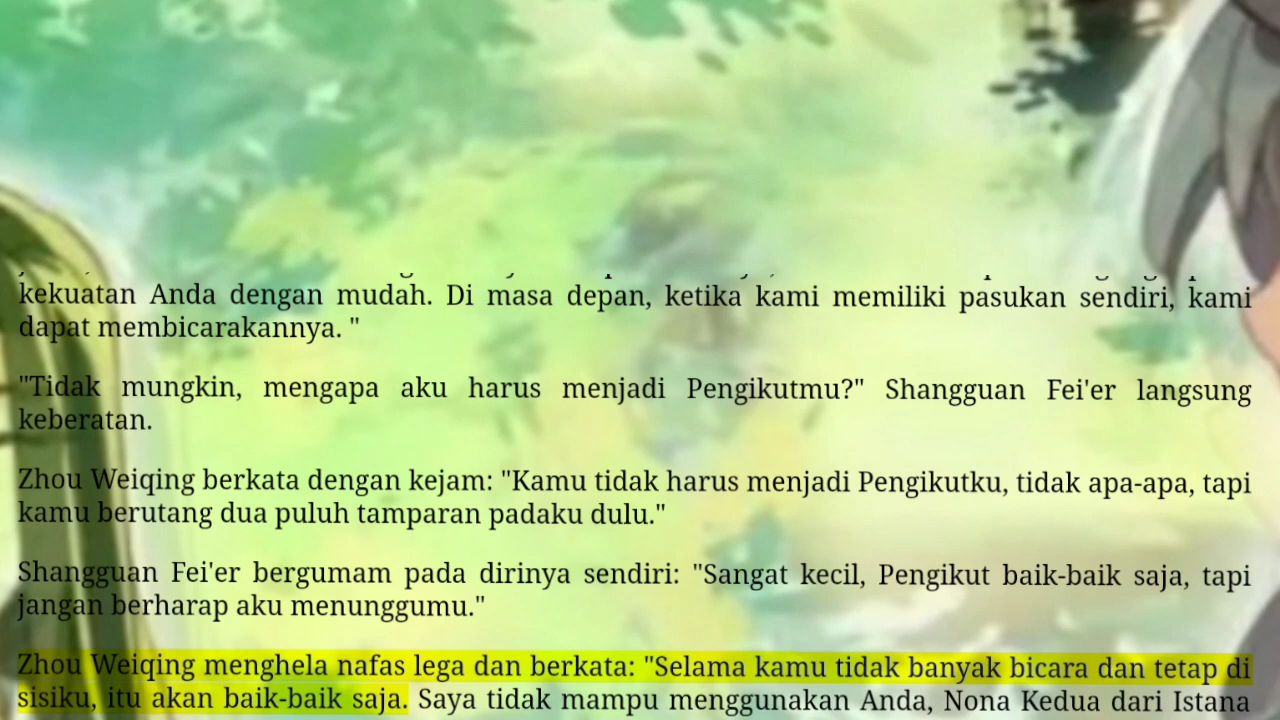 kekuatan Anda dengan mudah. Di masa depan, ketika kami memiliki pasukan sendiri, kami
dapat membicarakannya. "
"Tidak mungkin, mengapa aku harus menjadi Pengikutmu?" Shangguan Fei'er langsung
keberatan.
Zhou Weiqing berkata dengan kejam: "Kamu tidak harus menjadi Pengikutku, tidak apa-apa, tapi
kamu berutang dua puluh tamparan padaku dulu."
Shangguan Fei'er bergumam pada dirinya sendiri: "Sangat kecil, Pengikut baik-baik saja, tapi
jangan berharap aku menunggumu."
Zhou Weiqing menghela nafas lega dan berkata: "Selama kamu tidak banyak bicara dan tetap di
sisiku, itu akan baik-baik saja. Saya tidak mampu menggunakan Anda, Nona Kedua dari Istana